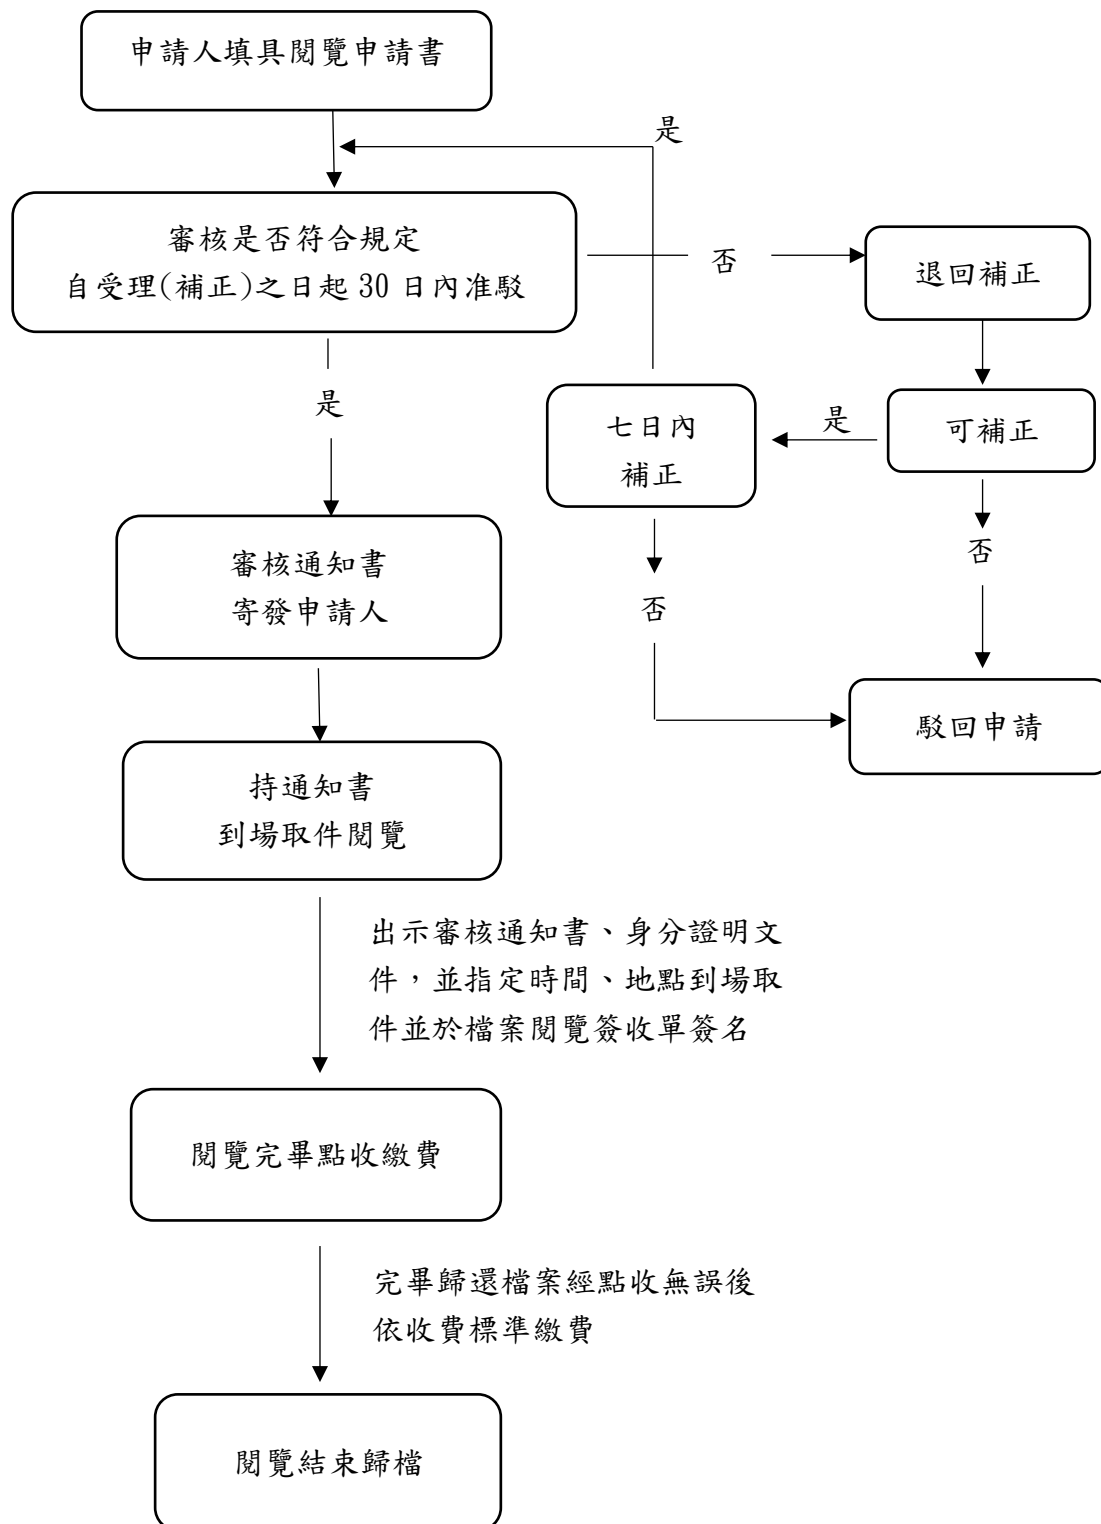 申請人填具閱覽申請書
是
審核是否符合規定
自受理(補正)之日起 30 日內准駁
否
退回補正
是
七日內
補正
是
可補正
審核通知書
寄發申請人
否
否
持通知書
到場取件閱覽
駁回申請
出示審核通知書、身分證明文
件，並指定時間、地點到場取
件並於檔案閱覽簽收單簽名
閱覽完畢點收繳費
完畢歸還檔案經點收無誤後
依收費標準繳費
閱覽結束歸檔